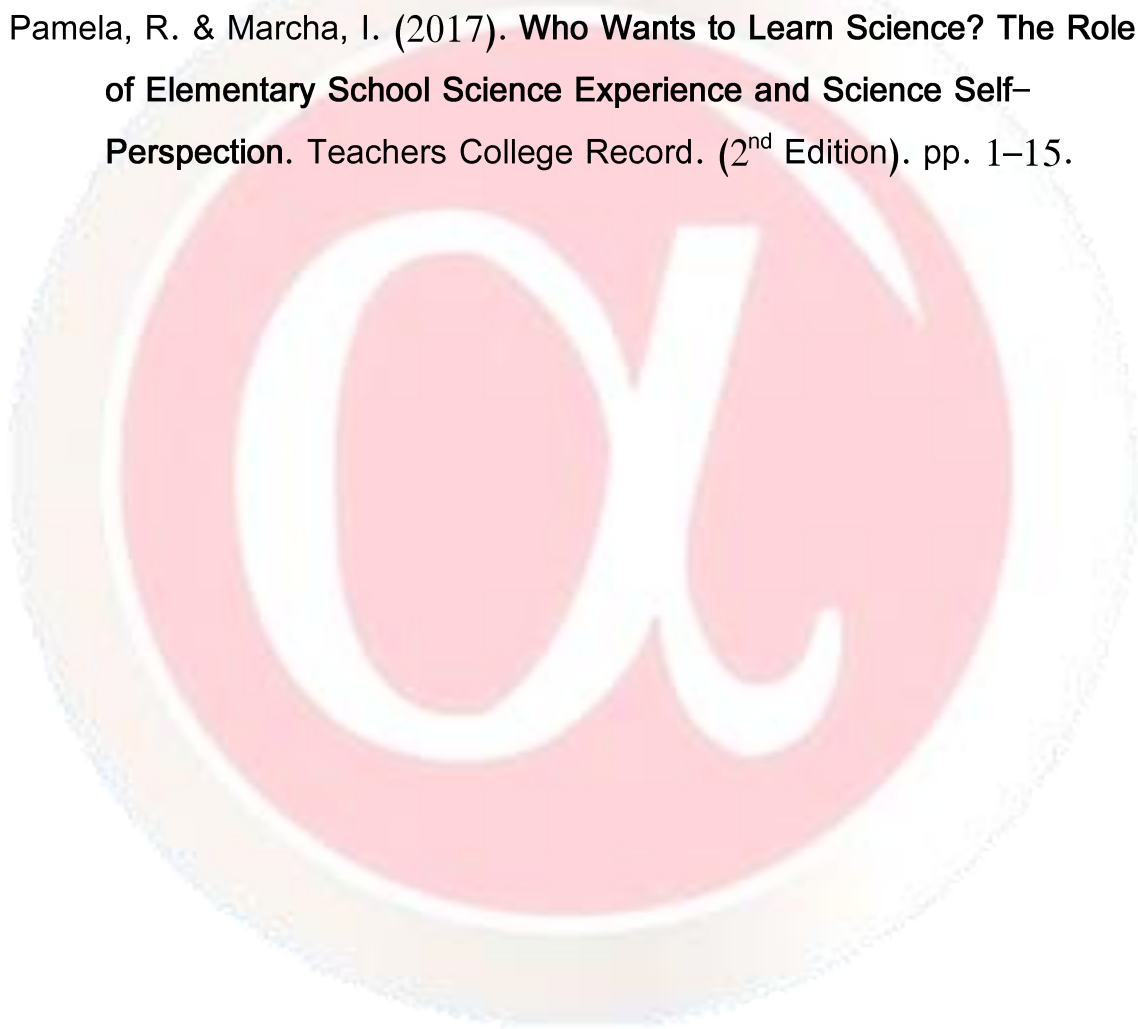 Pamela, R. & Marcha, I. (2017). Who Wants to Learn Science? The Role
of Elementary School Science Experience and Science Self–
Perspection. Teachers College Record. (2nd Edition). pp. 1–15.
α